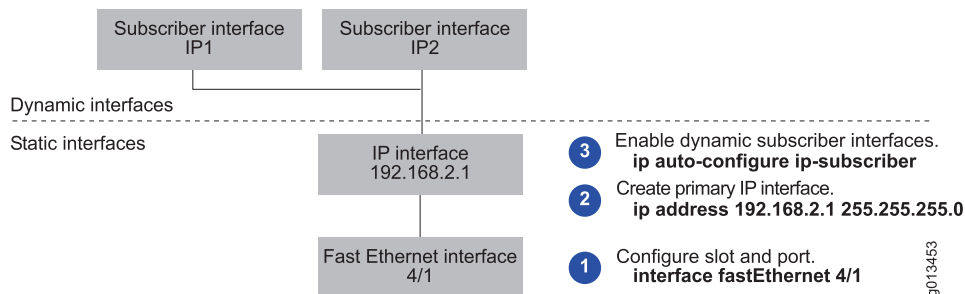 Subscriber interface
IP1
Subscriber interface
IP2
Dynamic interfaces
Static interfaces
IP interface
192.168.2.1
3 Enable dynamic subscriber interfaces.
ip auto-configure ip-subscriber
2 Create primary IP interface.
ip address 192.168.2.1 255.255.255.0
Fast Ethernet interface
4/1
1 Configure slot and port.
interface fastEthernet 4/1
g013453